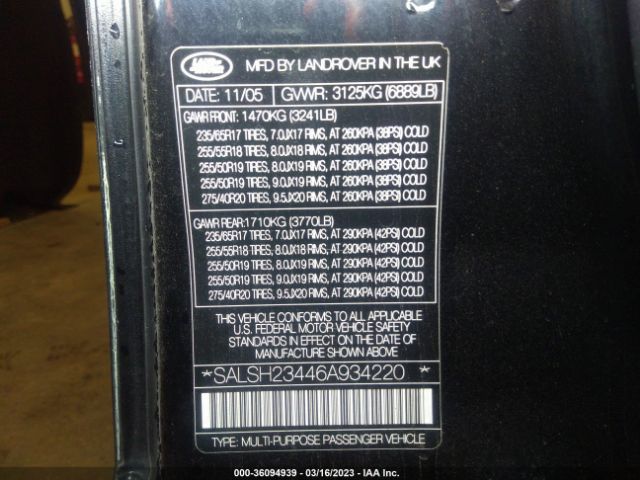 LAND ROVER
MFD BY LANDROVER IN THE UK
DATE: 11/05 GVWR: 3125KG (6889LB)
GAWR FRONT: 1470KG (3241LB)
235/65R17 TIRES, 7.0JX17 RIMS, AT 260KPA (38PSI) COLD
255/55R18 TIRES, 8.0JX18 RIMS, AT 260KPA (38PSI) COLD
255/50R19 TIRES, 8.0JX19 RIMS, AT 260KPA (38PSI) COLD
255/50R19 TIRES, 9.0JX19 RIMS, AT 260KPA (38PSI) COLD
275/40R20 TIRES, 9.5JX20 RIMS, AT 260KPA (38PSI) COLD
GAWR REAR: 1710KG (3770LB)
235/65R17 TIRES, 7.0JX17 RIMS, AT 290KPA (42PSI) COLD
255/55R18 TIRES, 8.0JX18 RIMS, AT 290KPA (42PSI) COLD
255/50R19 TIRES, 8.0JX19 RIMS, AT 290KPA (42PSI) COLD
255/50R19 TIRES, 9.0JX19 RIMS, AT 290KPA (42PSI) COLD
275/40R20 TIRES, 9.5JX20 RIMS, AT 290KPA (42PSI) COLD
THIS VEHICLE CONFORMS TO ALL APPLICABLE
U.S. FEDERAL MOTOR VEHICLE SAFETY
STANDARDS IN EFFECT ON THE DATE OF
MANUFACTURE SHOWN ABOVE
* SALSH23446A934220 *
TYPE: MULTI-PURPOSE PASSENGER VEHICLE
000-36094939 - 03/16/2023 - IAA Inc.